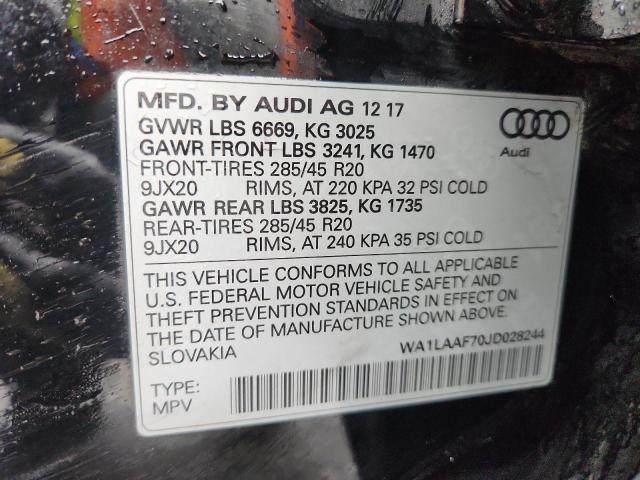 MFD. BY AUDI AG 12 17
GVWR LBS 6669, KG 3025
GAWR FRONT LBS 3241, KG 1470
FRONT-TIRES 285/45 R20
9JX20 RIMS, AT 220 KPA 32 PSI COLD
GAWR REAR LBS 3825, KG 1735
REAR-TIRES 285/45 R20
9JX20 RIMS, AT 240 KPA 35 PSI COLD
Audi
THIS VEHICLE CONFORMS TO ALL APPLICABLE
U.S. FEDERAL MOTOR VEHICLE SAFETY AND
THEFT PREVENTION STANDARDS IN EFFECT ON
THE DATE OF MANUFACTURE SHOWN ABOVE.
SLOVAKIA
WA1LAAF70JD028244
TYPE:
MPV